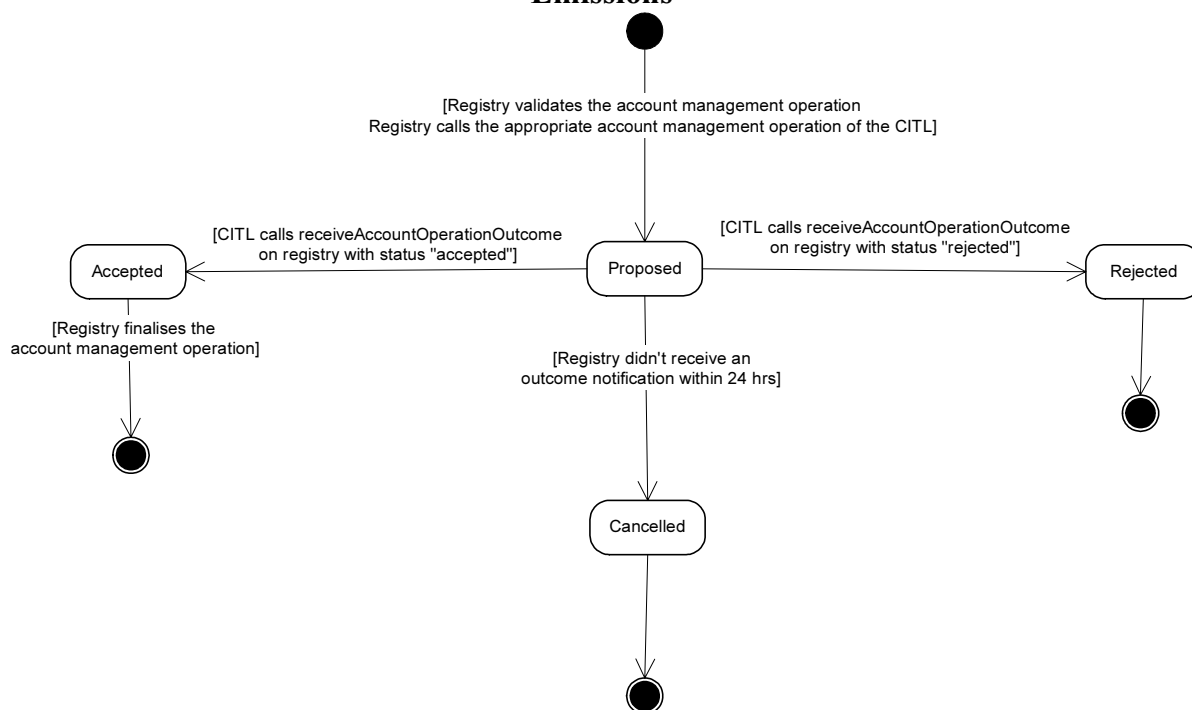 Emissions
[Registry validates the account management operation
Registry calls the appropriate account management operation of the CITL]
[CITL calls receiveAccountOperationOutcome
on registry with status "accepted"]
[CITL calls receiveAccountOperationOutcome
on registry with status "rejected"]
Accepted
Proposed
Rejected
[Registry finalises the
account management operation]
[Registry didn't receive an
outcome notification within 24 hrs]
Cancelled